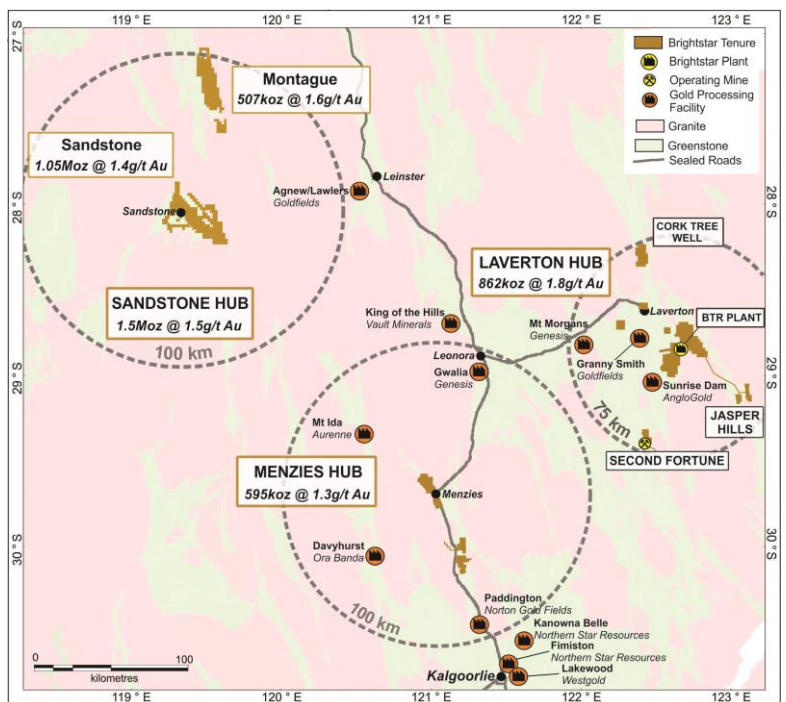 119 ° E
120 ° E
121 ° E
122 ° E
123 ° E
27° S
28° S
29° S
30° S
28° S
29° S
30° S
Brightstar Tenure
Brightstar Plant
Operating Mine
Gold Processing
Facility
Granite
Greenstone
Sealed Roads
Montague
507koz @ 1.6g/t Au
Sandstone
1.05Moz @ 1.4g/t Au
Sandstone
SANDSTONE HUB
1.5Moz @ 1.5g/t Au
100 km
Leinster
Agnew/Lawlers
Goldfields
CORK TREE
WELL
LAVERTON HUB
862koz @ 1.8g/t Au
Laverton
BTR PLANT
King of the Hills
Vault Minerals
Mt Morgans
Genesis
Granny Smith
Goldfields
Leonora
Gwalia
Genesis
Sunrise Dam
AngloGold
JASPER
HILLS
75 km
SECOND FORTUNE
Mt Ida
Aurenne
MENZIES HUB
595koz @ 1.3g/t Au
Menzies
Davyhurst
Ora Banda
100 km
Paddington
Norton Gold Fields
Kanowna Belle
Northern Star Resources
Fimiston
Northern Star Resources
Lakewood
Westgold
Kalgoorlie
0
100
kilometres
119 ° E
120 ° E
121 ° E
122 ° E
123 ° E